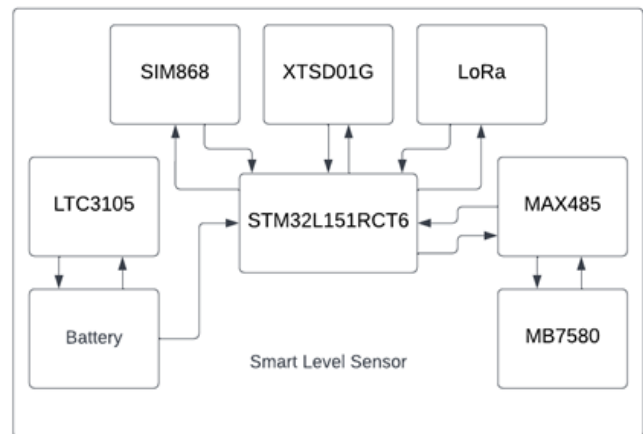 SIM868
XTSD01G
LoRa
LTC3105
STM32L151RCT6
MAX485
Battery
MB7580
Smart Level Sensor